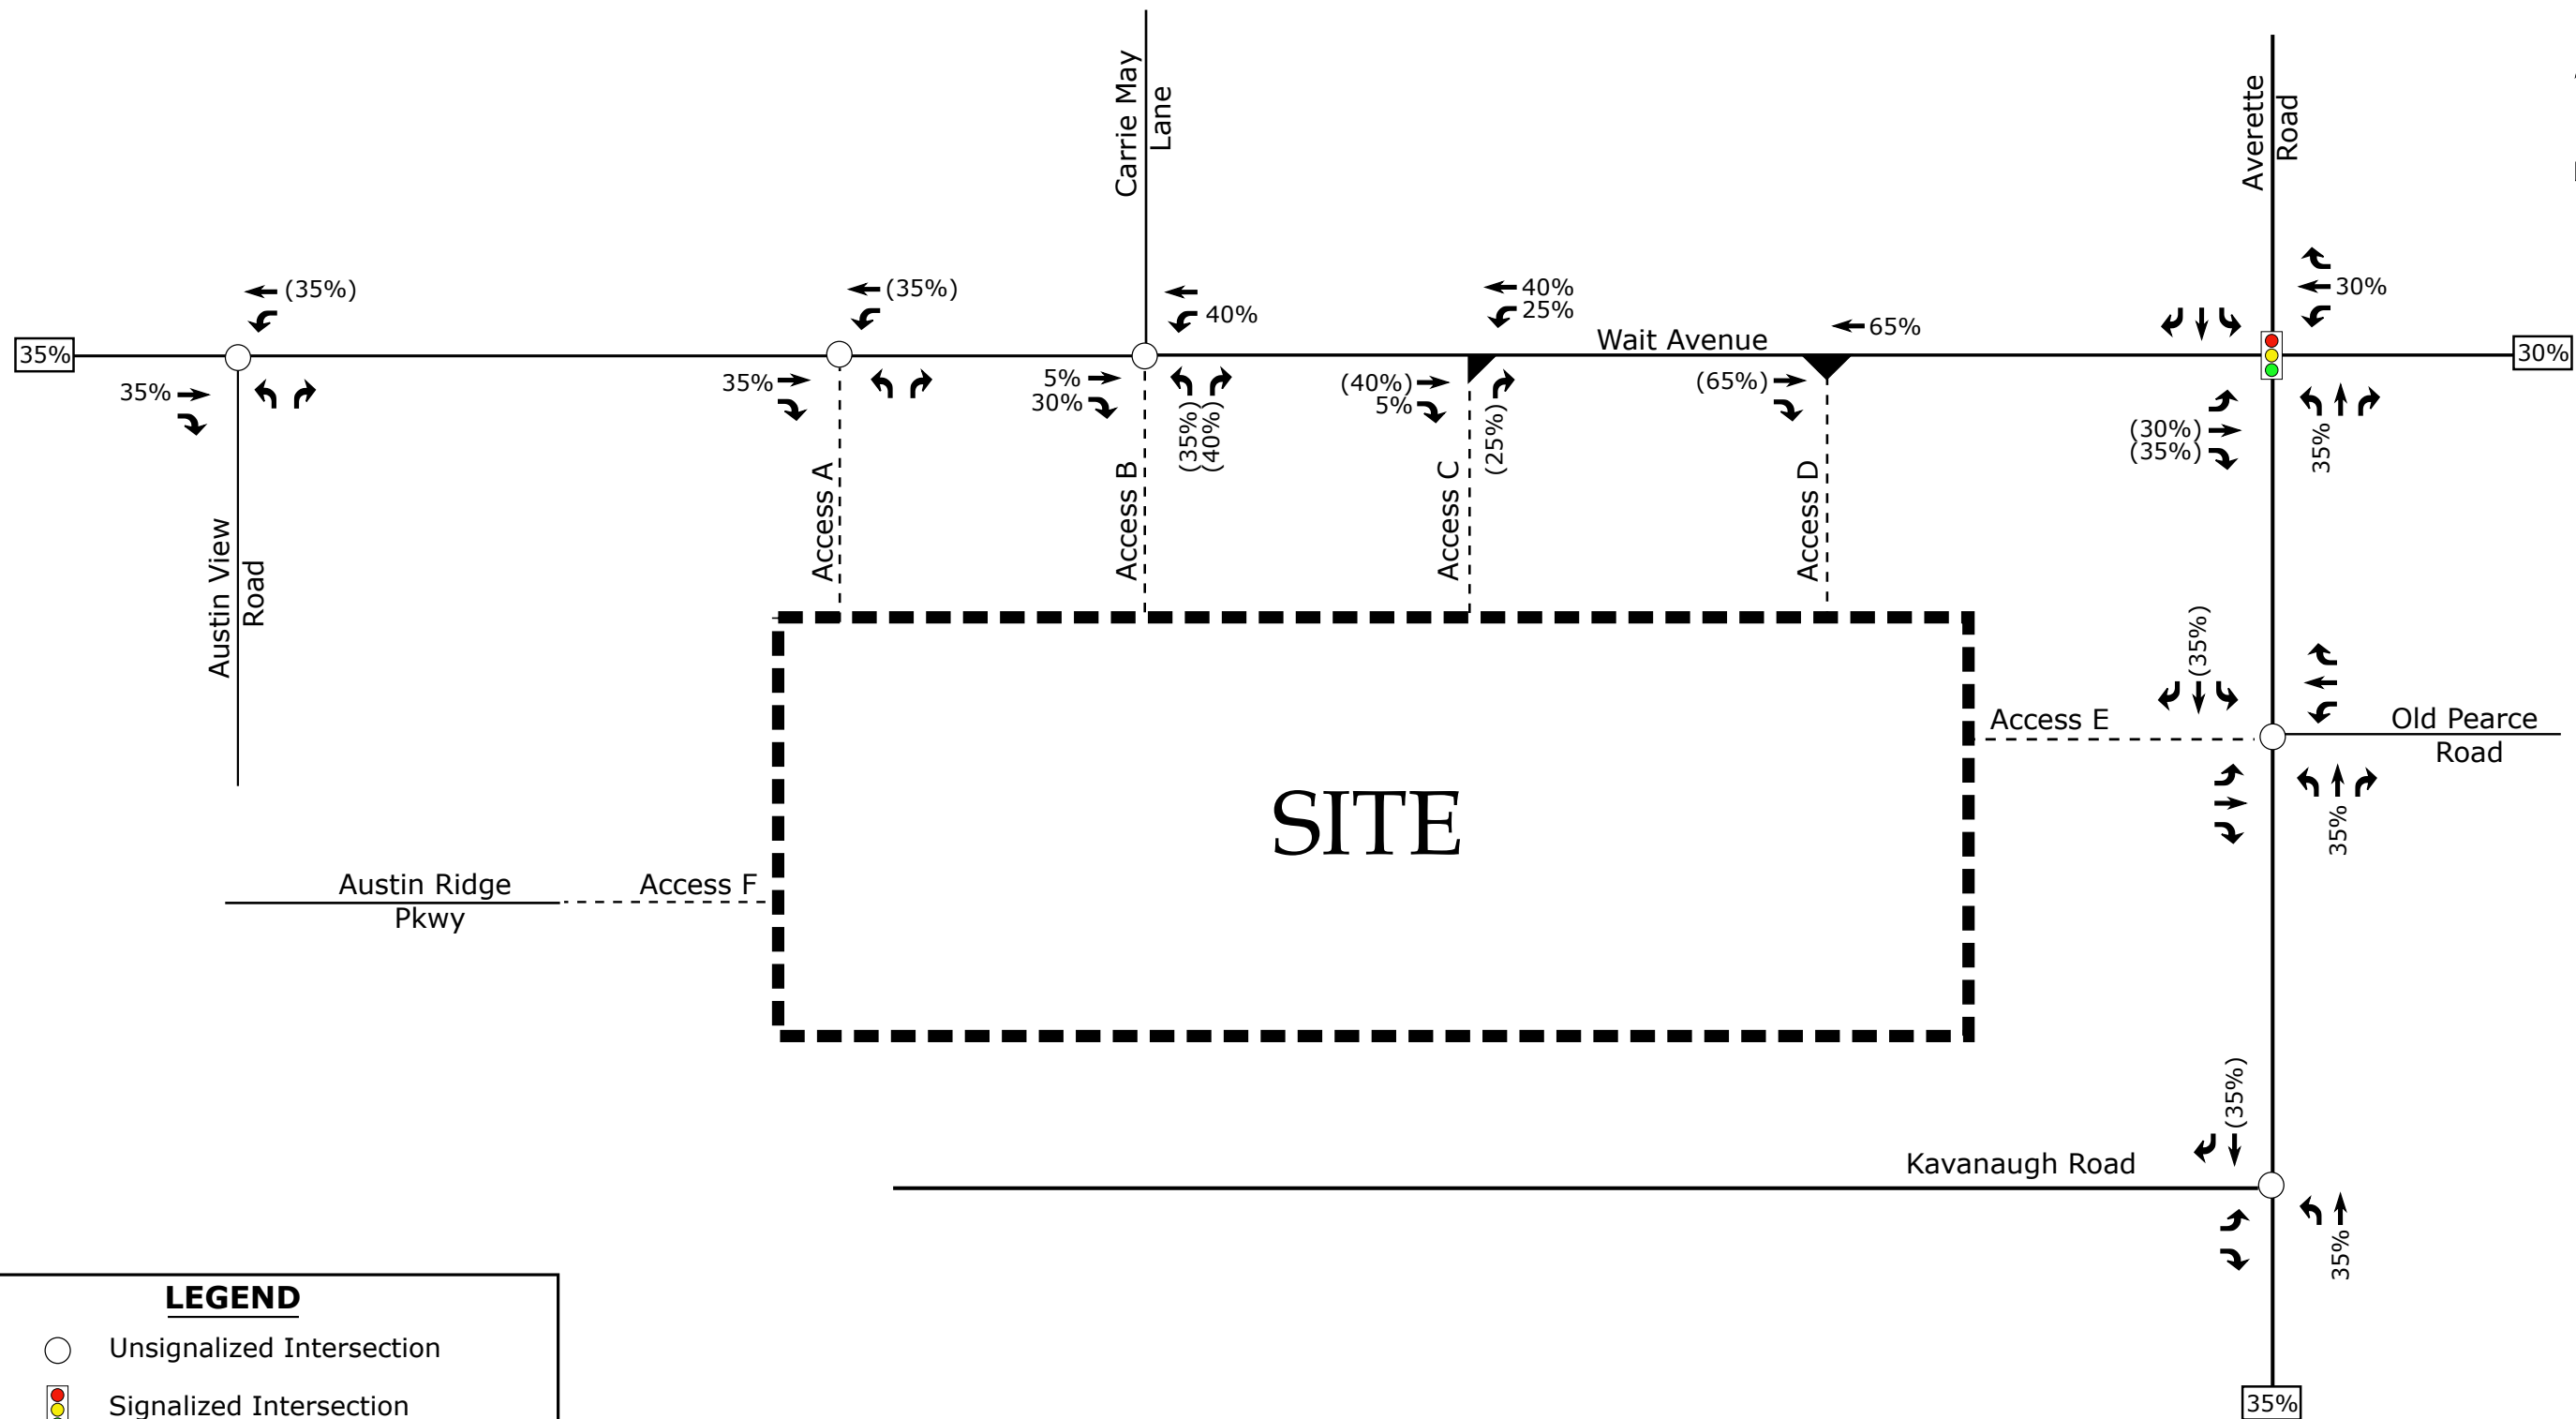 Carrie May
Lane
Averette
Road
(35%)
(35%)
40%
40%
25%
Wait Avenue
65%
30%
35%
30%
35%
35%
5%
30%
(35%)
(40%)
(40%)
5%
(25%)
(65%)
(30%)
(35%)
35%
Austin View
Road
Access A
Access B
Access C
Access D
(35%)
Access E
Old Pearce
Road
35%
SITE
Austin Ridge
Pkwy
Access F
(35%)
Kavanaugh Road
35%
35%
LEGEND
Unsignalized Intersection
Signalized Intersection